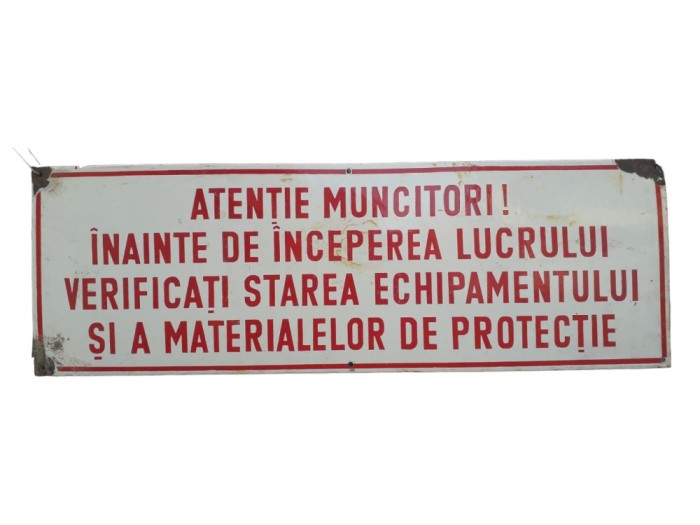 ATENȚIE MUNCITORI!
ÎNAINTE DE ÎNCEPEREA LUCRULUI
VERIFICAȚI STAREA ECHIPAMENTULUI
ȘI A MATERIALELOR DE PROTECȚIE